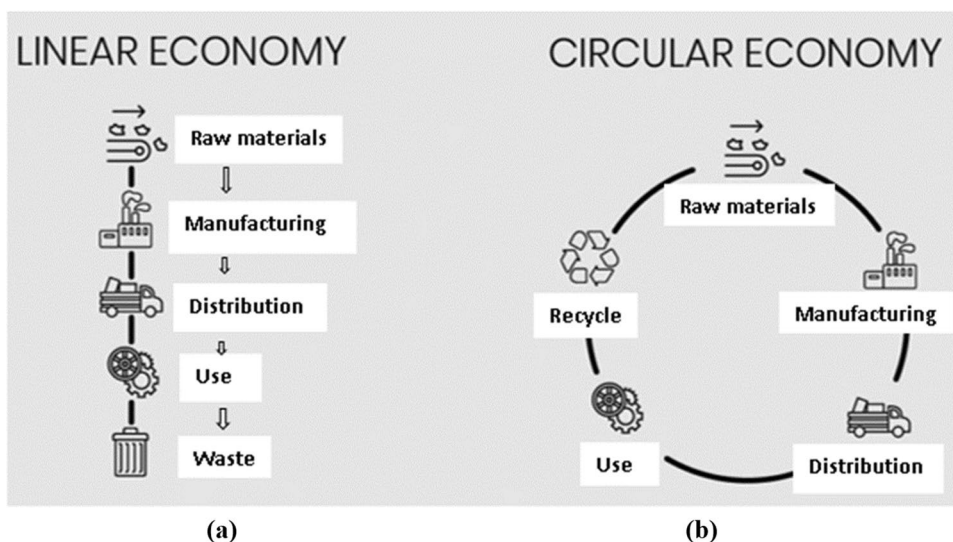 LINEAR ECONOMY
Raw materials
Manufacturing
Distribution
Use
Waste
(a)
CIRCULAR ECONOMY
Raw materials
Manufacturing
Distribution
Use
Recycle
(b)